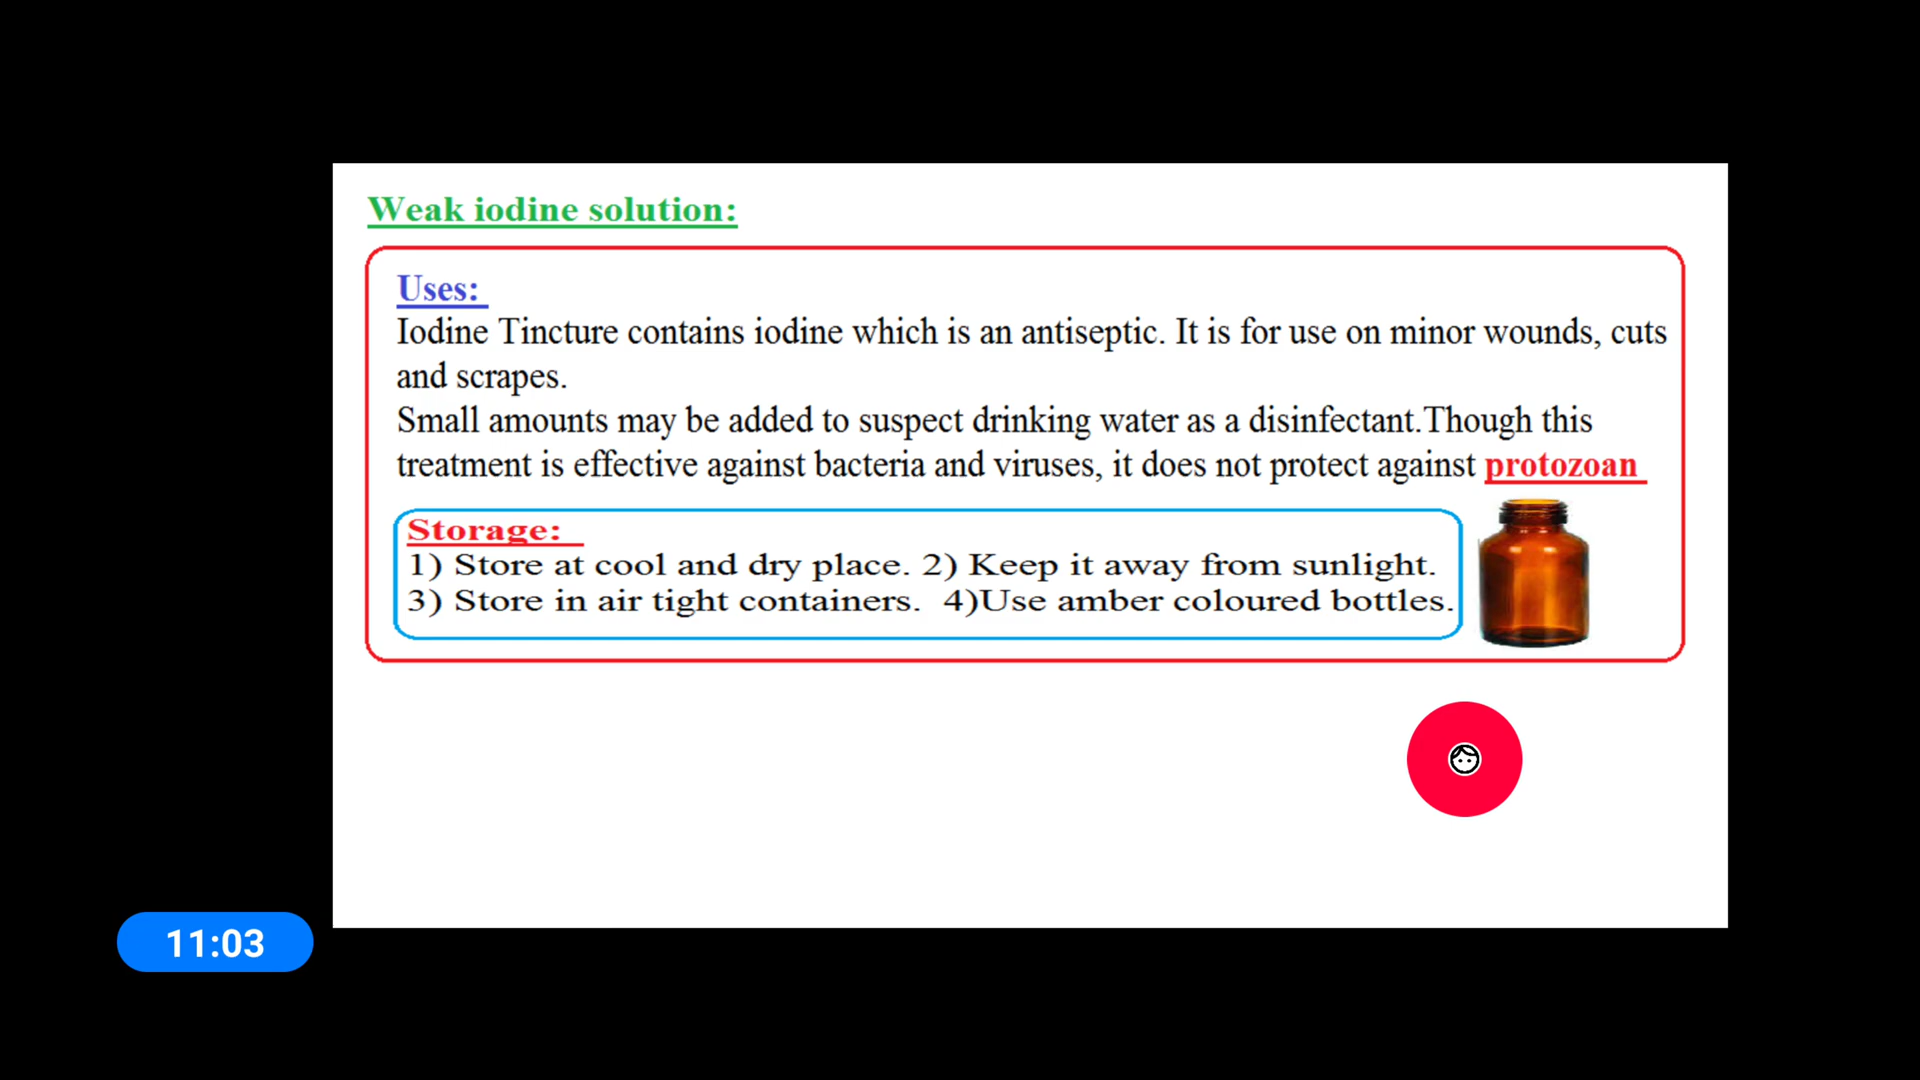 Weak iodine solution:
Uses:
Iodine Tincture contains iodine which is an antiseptic. It is for use on minor wounds, cuts
and scrapes.
Small amounts may be added to suspect drinking water as a disinfectant.Though this
treatment is effective against bacteria and viruses, it does not protect against protozoan
Storage:
1) Store at cool and dry place. 2) Keep it away from sunlight.
3) Store in air tight containers. 4)Use amber coloured bottles.
11:03